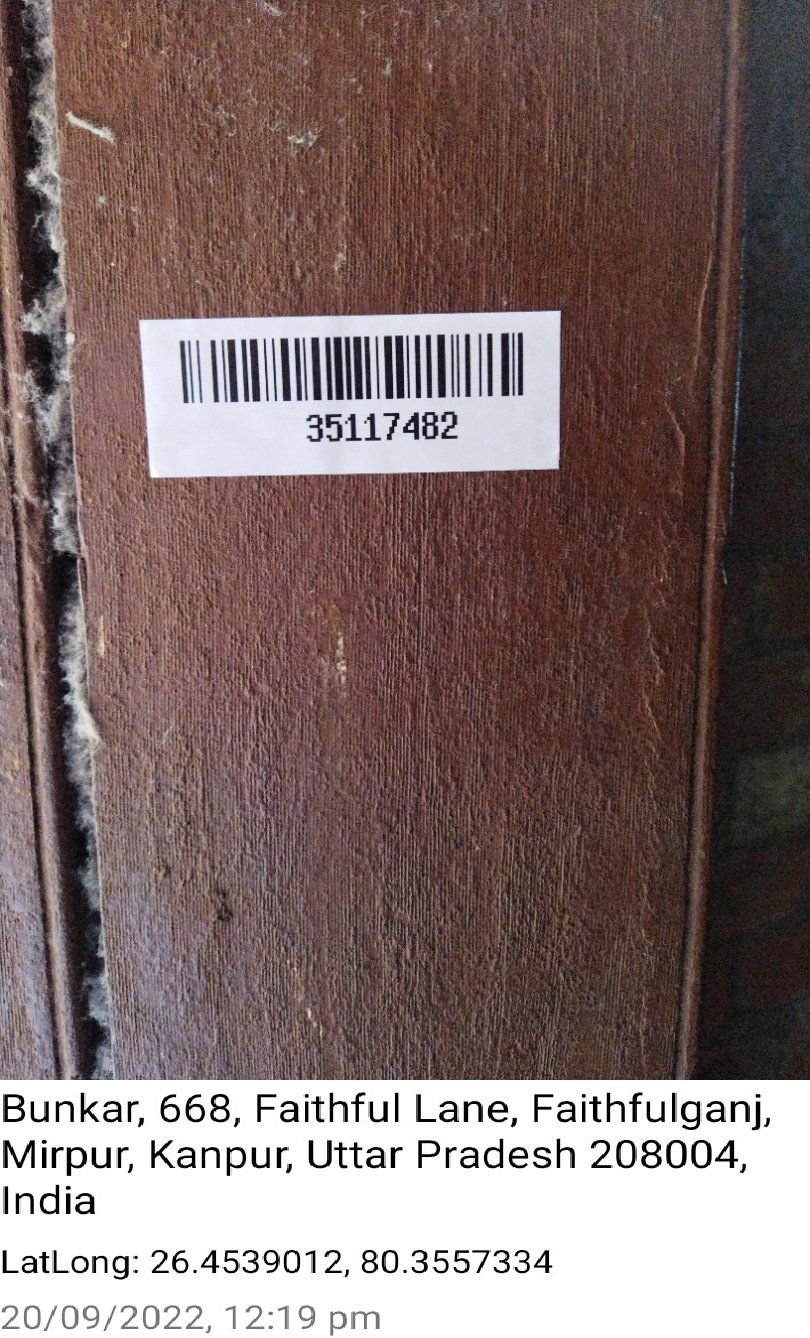 35117482
Bunkar, 668, Faithful Lane, Faithfulganj,
Mirpur, Kanpur, Uttar Pradesh 208004,
India
LatLong: 26.4539012, 80.3557334
20/09/2022, 12:19 pm